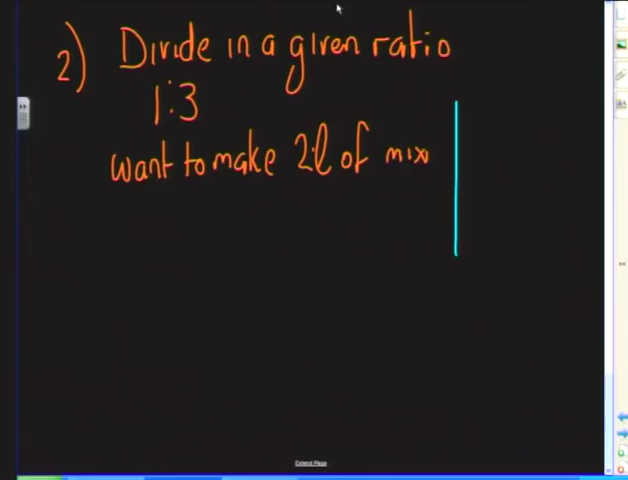 2) Divide in a given ratio
1:3
want to make 2l of mix
Extend Page